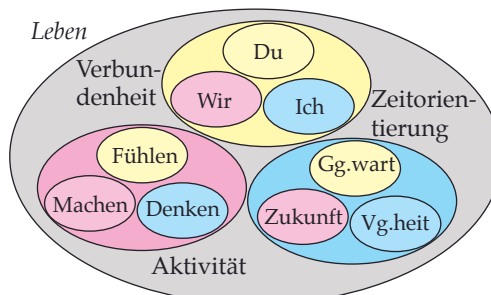 Leben
Verbun-
denheit
Du
Wir
Ich
Zeitorien-
tierung
Fühlen
Machen
Denken
Gg.wart
Zukunft
Vg.heit
Aktivität